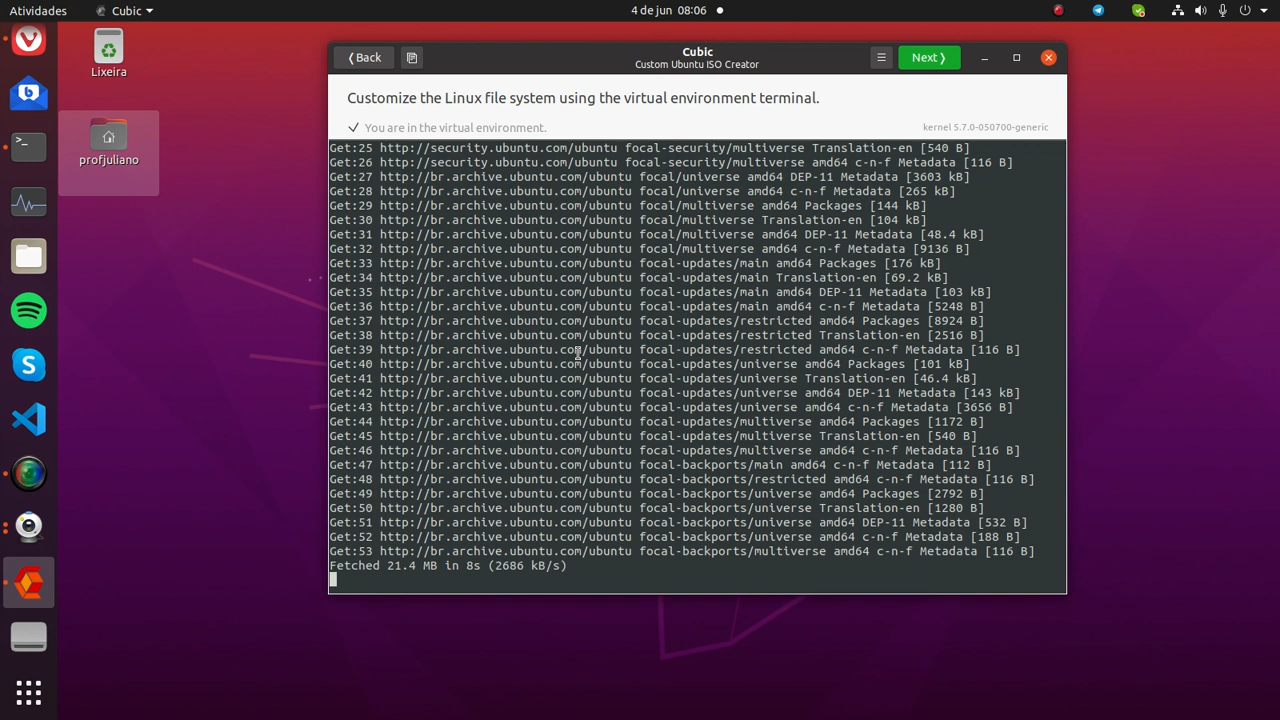 Atividades
Cubic
4 de jun 08:06
Lixeira
profjuliano
Back
Cubic
Custom Ubuntu ISO Creator
Next
Customize the Linux file system using the virtual environment terminal.
You are in the virtual environment.
kernel 5.7.0-050700-generic
Get:25 http://security.ubuntu.com/ubuntu focal-security/multiverse Translation-en [540 B]
Get:26 http://security.ubuntu.com/ubuntu focal-security/multiverse amd64 c-n-f Metadata [116 B]
Get:27 http://br.archive.ubuntu.com/ubuntu focal/universe amd64 DEP-11 Metadata [3603 kB]
Get:28 http://br.archive.ubuntu.com/ubuntu focal/universe amd64 c-n-f Metadata [265 kB]
Get:29 http://br.archive.ubuntu.com/ubuntu focal/multiverse amd64 Packages [144 kB]
Get:30 http://br.archive.ubuntu.com/ubuntu focal/multiverse Translation-en [104 kB]
Get:31 http://br.archive.ubuntu.com/ubuntu focal/multiverse amd64 DEP-11 Metadata [48.4 kB]
Get:32 http://br.archive.ubuntu.com/ubuntu focal/multiverse amd64 c-n-f Metadata [9136 B]
Get:33 http://br.archive.ubuntu.com/ubuntu focal-updates/main amd64 Packages [176 kB]
Get:34 http://br.archive.ubuntu.com/ubuntu focal-updates/main Translation-en [69.2 kB]
Get:35 http://br.archive.ubuntu.com/ubuntu focal-updates/main amd64 DEP-11 Metadata [103 kB]
Get:36 http://br.archive.ubuntu.com/ubuntu focal-updates/main amd64 c-n-f Metadata [5248 B]
Get:37 http://br.archive.ubuntu.com/ubuntu focal-updates/restricted amd64 Packages [8924 B]
Get:38 http://br.archive.ubuntu.com/ubuntu focal-updates/restricted Translation-en [2516 B]
Get:39 http://br.archive.ubuntu.com/ubuntu focal-updates/restricted amd64 c-n-f Metadata [116 B]
Get:40 http://br.archive.ubuntu.com/ubuntu focal-updates/universe amd64 Packages [101 kB]
Get:41 http://br.archive.ubuntu.com/ubuntu focal-updates/universe Translation-en [46.4 kB]
Get:42 http://br.archive.ubuntu.com/ubuntu focal-updates/universe amd64 DEP-11 Metadata [143 kB]
Get:43 http://br.archive.ubuntu.com/ubuntu focal-updates/universe amd64 c-n-f Metadata [3656 B]
Get:44 http://br.archive.ubuntu.com/ubuntu focal-updates/multiverse amd64 Packages [1172 B]
Get:45 http://br.archive.ubuntu.com/ubuntu focal-updates/multiverse Translation-en [540 B]
Get:46 http://br.archive.ubuntu.com/ubuntu focal-updates/multiverse amd64 c-n-f Metadata [116 B]
Get:47 http://br.archive.ubuntu.com/ubuntu focal-backports/main amd64 c-n-f Metadata [112 B]
Get:48 http://br.archive.ubuntu.com/ubuntu focal-backports/restricted amd64 c-n-f Metadata [116 B]
Get:49 http://br.archive.ubuntu.com/ubuntu focal-backports/universe amd64 Packages [2792 B]
Get:50 http://br.archive.ubuntu.com/ubuntu focal-backports/universe Translation-en [1280 B]
Get:51 http://br.archive.ubuntu.com/ubuntu focal-backports/universe amd64 DEP-11 Metadata [532 B]
Get:52 http://br.archive.ubuntu.com/ubuntu focal-backports/universe amd64 c-n-f Metadata [188 B]
Get:53 http://br.archive.ubuntu.com/ubuntu focal-backports/multiverse amd64 c-n-f Metadata [116 B]
Fetched 21.4 MB in 8s (2686 kB/s)